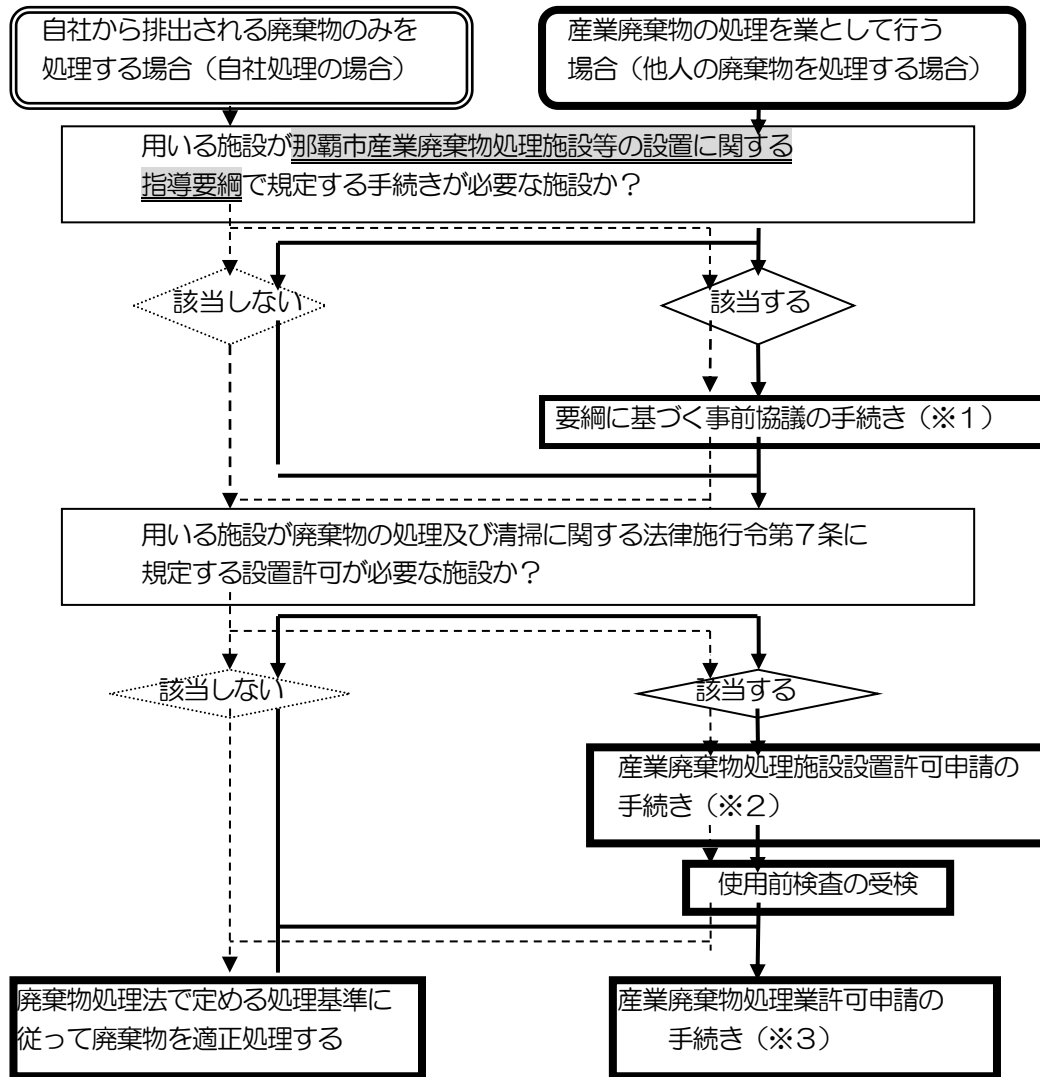 自社から排出される廃棄物のみを
処理する場合（自社処理の場合）
産業廃棄物の処理を業として行う
場合（他人の廃棄物を処理する場合）
用いる施設が那覇市産業廃棄物処理施設等の設置に関する
指導要綱で規定する手続きが必要な施設か？
該当しない
該当する
要綱に基づく事前協議の手続き（※１）
用いる施設が廃棄物の処理及び清掃に関する法律施行令第７条に
規定する設置許可が必要な施設か？
該当しない
該当する
産業廃棄物処理施設設置許可申請の
手続き（※２）
使用前検査の受検
廃棄物処理法で定める処理基準に
従って廃棄物を適正処理する
産業廃棄物処理業許可申請の
手続き（※３）